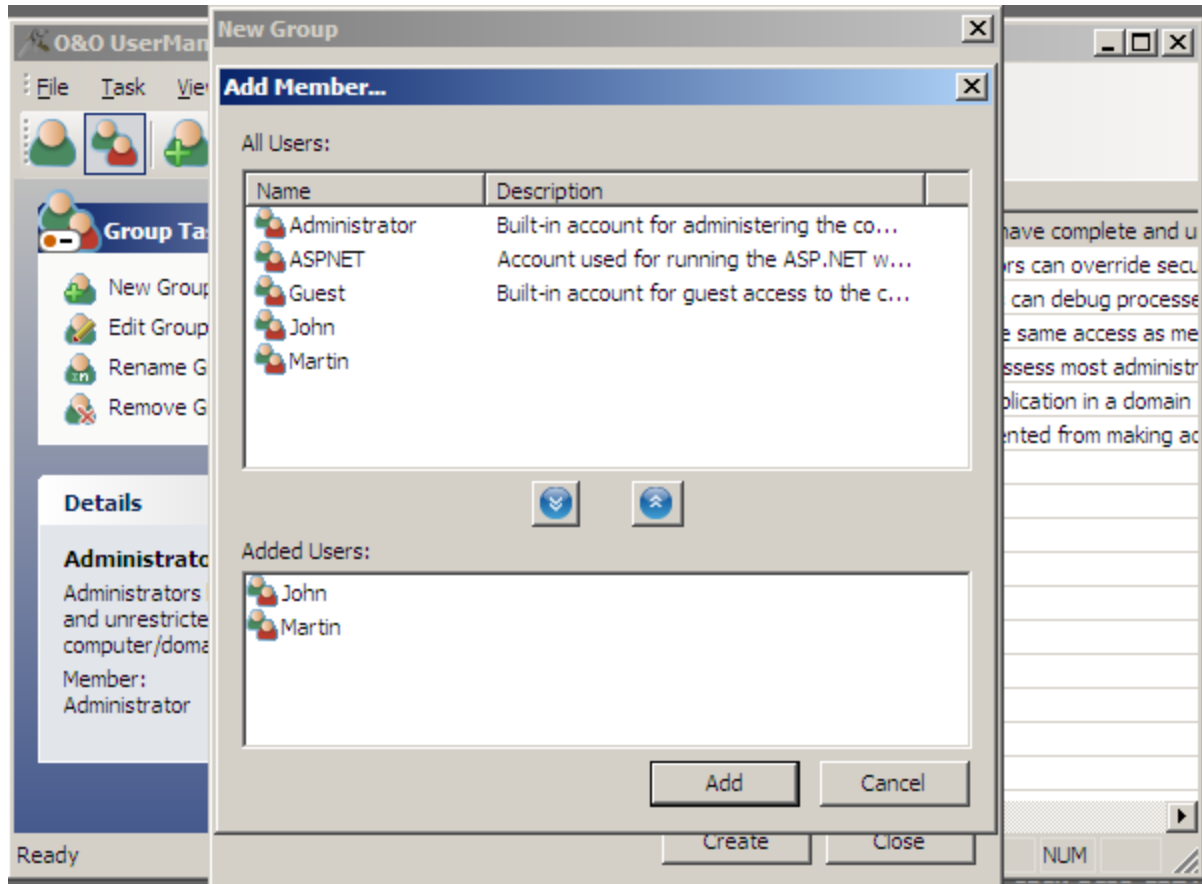 O&O UserMan
New Group
File Task Vie
Add Member...
All Users:
Name Description
Administrator Built-in account for administering the co...
ASPNET Account used for running the ASP.NET w...
Guest Built-in account for guest access to the c...
John
Martin
Group Ta
New Group
Edit Group
Rename G
Remove G
have complete and u
rs can override secu
can debug processe
e same access as me
ssess most administr
plication in a domain
ented from making ac
Details
Administrato
Administrators
and unrestricte
computer/doma
Member:
Administrator
Added Users:
John
Martin
Add Cancel
Create Close
Ready NUM